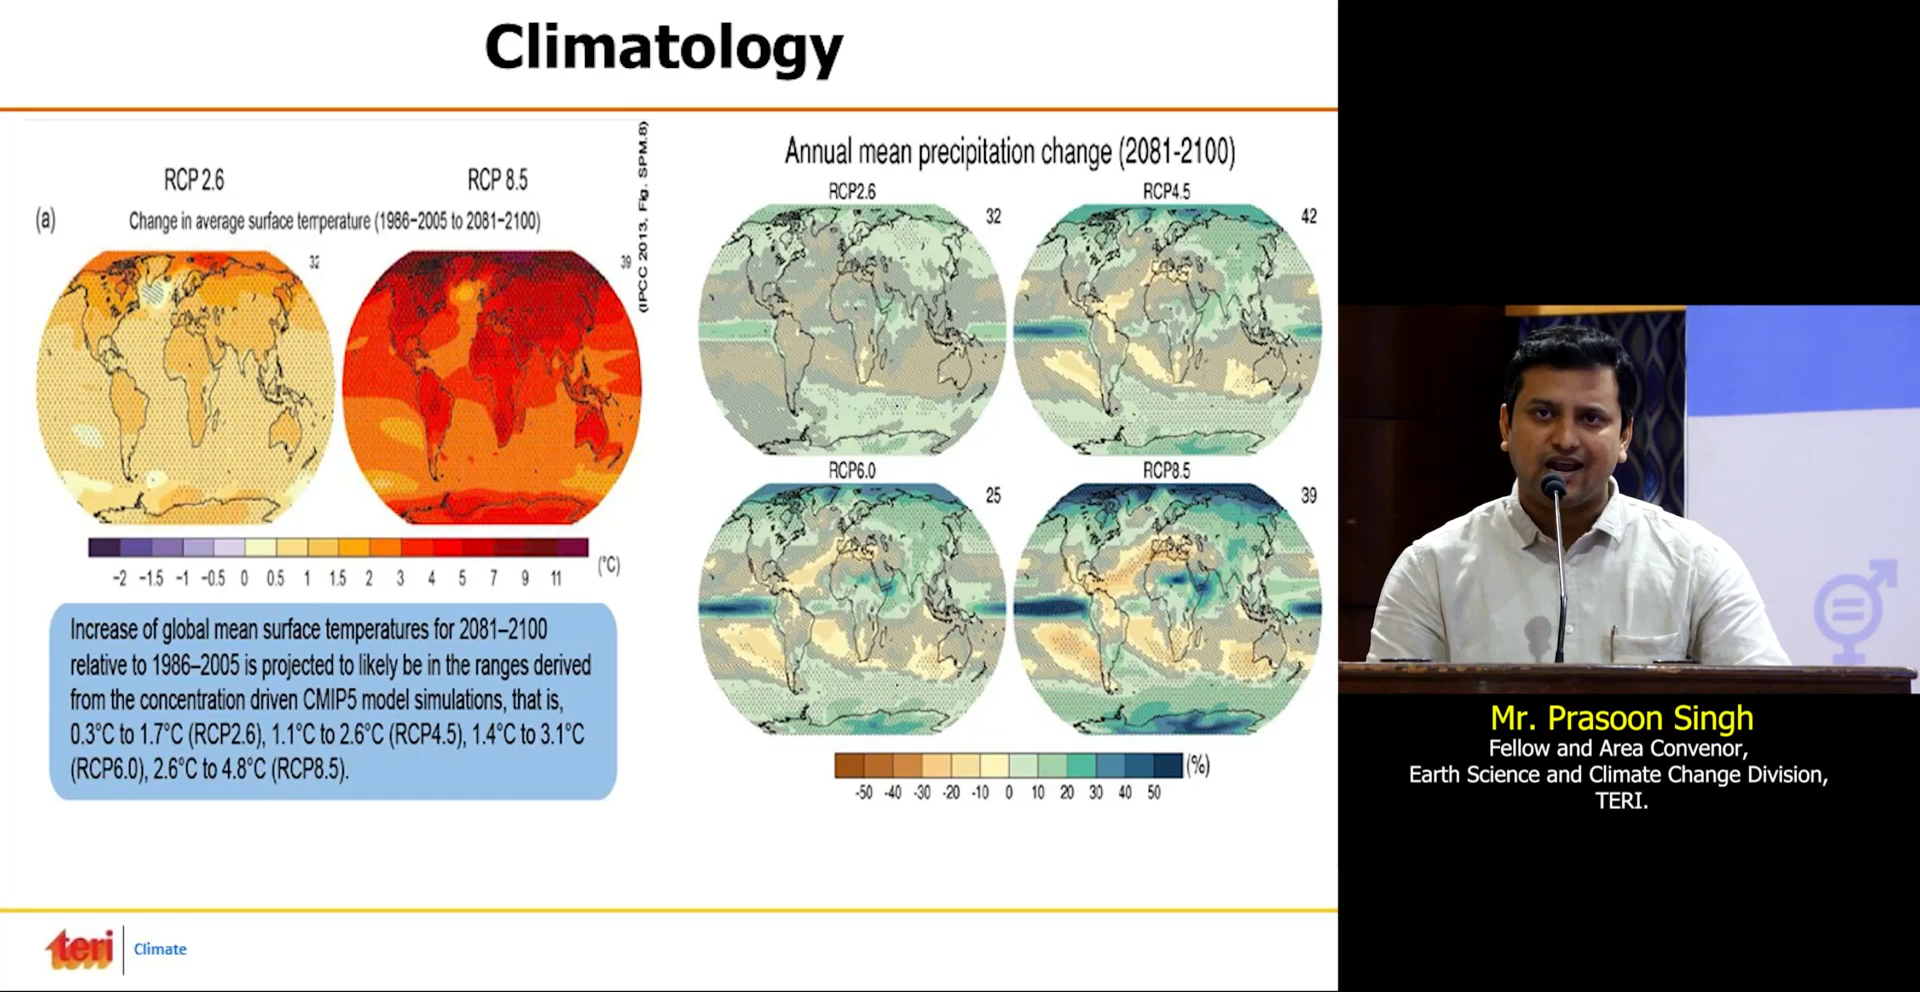 Climatology
RCP 2.6
RCP 8.5
(IPCC 2013, Fig. SPM.8)
(a)
Change in average surface temperature (1986−2005 to 2081−2100)
32
39
−2 −1.5 −1 −0.5 0 0.5 1 1.5 2 3 4 5 7 9 11
(°C)
Increase of global mean surface temperatures for 2081–2100
relative to 1986–2005 is projected to likely be in the ranges derived
from the concentration driven CMIP5 model simulations, that is,
0.3°C to 1.7°C (RCP2.6), 1.1°C to 2.6°C (RCP4.5), 1.4°C to 3.1°C
(RCP6.0), 2.6°C to 4.8°C (RCP8.5).
Annual mean precipitation change (2081-2100)
RCP2.6
32
RCP4.5
42
RCP6.0
25
RCP8.5
39
(%)
-50 -40 -30 -20 -10 0 10 20 30 40 50
teri
Climate
Mr. Prasoon Singh
Fellow and Area Convenor,
Earth Science and Climate Change Division,
TERI.